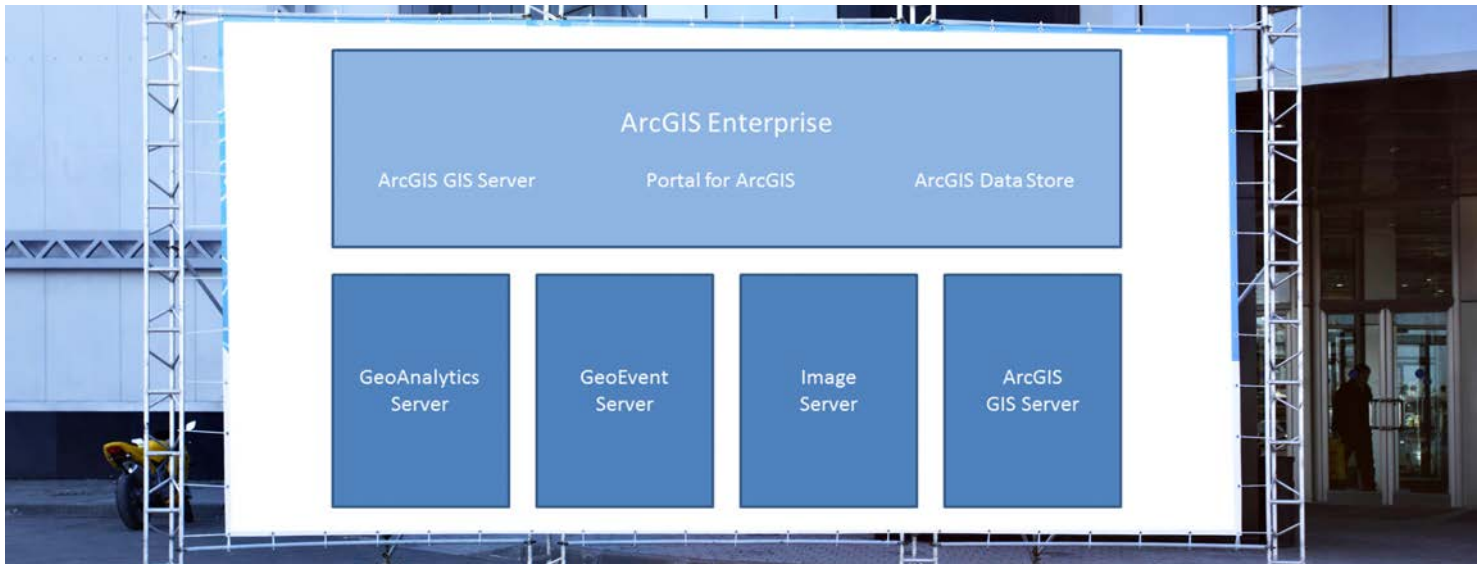 ArcGIS Enterprise
ArcGIS GIS Server
Portal for ArcGIS
ArcGIS Data Store
GeoAnalytics
Server
GeoEvent
Server
Image
Server
ArcGIS
GIS Server